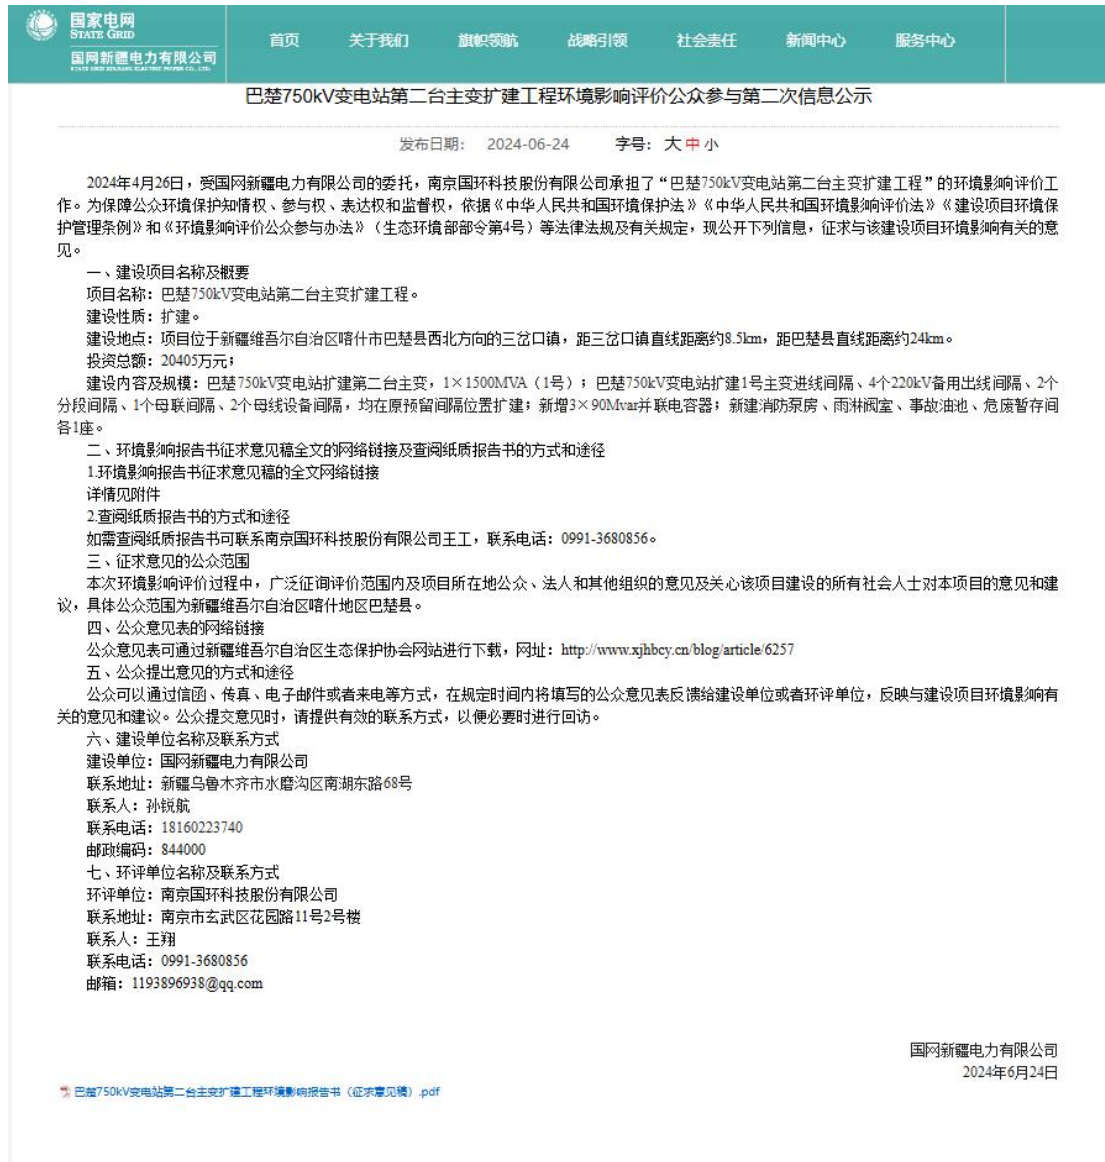 国家电网
STATE GRID
国网新疆电力有限公司
STATE GRID XINJIANG ELECTRIC POWER CO., LTD.
首页 关于我们 旗帜领航 战略引领 社会责任 新闻中心 服务中心
巴楚750kV变电站第二台主变扩建工程环境影响评价公众参与第二次信息公示
发布日期： 2024-06-24 字号：大 中 小
2024年4月26日，受国网新疆电力有限公司的委托，南京国环科技股份有限公司承担了“巴楚750kV变电站第二台主变扩建工程”的环境影响评价工
作。为保障公众环境保护知情权、参与权、表达权和监督权，依据《中华人民共和国环境保护法》《中华人民共和国环境影响评价法》《建设项目环境保
护管理条例》和《环境影响评价公众参与办法》（生态环境部部令第4号）等法律法规及有关规定，现公开下列信息，征求与该建设项目环境影响有关的意
见。
一、建设项目名称及概要
项目名称：巴楚750kV变电站第二台主变扩建工程。
建设性质：扩建。
建设地点：项目位于新疆维吾尔自治区喀什市巴楚县西北方向的三岔口镇，距三岔口镇直线距离约8.5km，距巴楚县直线距离约24km。
投资总额：20405万元；
建设内容及规模：巴楚750kV变电站扩建第二台主变，1×1500MVA（1号）；巴楚750kV变电站扩建1号主变进线间隔、4个220kV备用出线间隔、2个
分段间隔、1个母联间隔、2个母线设备间隔，均在原预留间隔位置扩建；新增3×90Mvar并联电容器；新建消防泵房、雨淋阀室、事故油池、危废暂存间
各1座。
二、环境影响报告书征求意见稿全文的网络链接及查阅纸质报告书的方式和途径
1.环境影响报告书征求意见稿的全文网络链接
详情见附件
2.查阅纸质报告书的方式和途径
如需查阅纸质报告书可联系南京国环科技股份有限公司王工，联系电话：0991-3680856。
三、征求意见的公众范围
本次环境影响评价过程中，广泛征询评价范围内及项目所在地公众、法人和其他组织的意见及关心该项目建设的所有社会人士对本项目的意见和建
议，具体公众范围为新疆维吾尔自治区喀什地区巴楚县。
四、公众意见表的网络链接
公众意见表可通过新疆维吾尔自治区生态保护协会网站进行下载，网址：http://www.xjhbcy.cn/blog/article/6257
五、公众提出意见的方式和途径
公众可以通过信函、传真、电子邮件或者来电等方式，在规定时间内将填写的公众意见表反馈给建设单位或者环评单位，反映与建设项目环境影响有
关的意见和建议。公众提交意见时，请提供有效的联系方式，以便必要时进行回访。
六、建设单位名称及联系方式
建设单位：国网新疆电力有限公司
联系地址：新疆乌鲁木齐市水磨沟区南湖东路68号
联系人：孙锐航
联系电话：18160223740
邮政编码：844000
七、环评单位名称及联系方式
环评单位：南京国环科技股份有限公司
联系地址：南京市玄武区花园路11号2号楼
联系人：王翔
联系电话：0991-3680856
邮箱：1193896938@qq.com
国网新疆电力有限公司
2024年6月24日
巴楚750kV变电站第二台主变扩建工程环境影响报告书（征求意见稿）.pdf